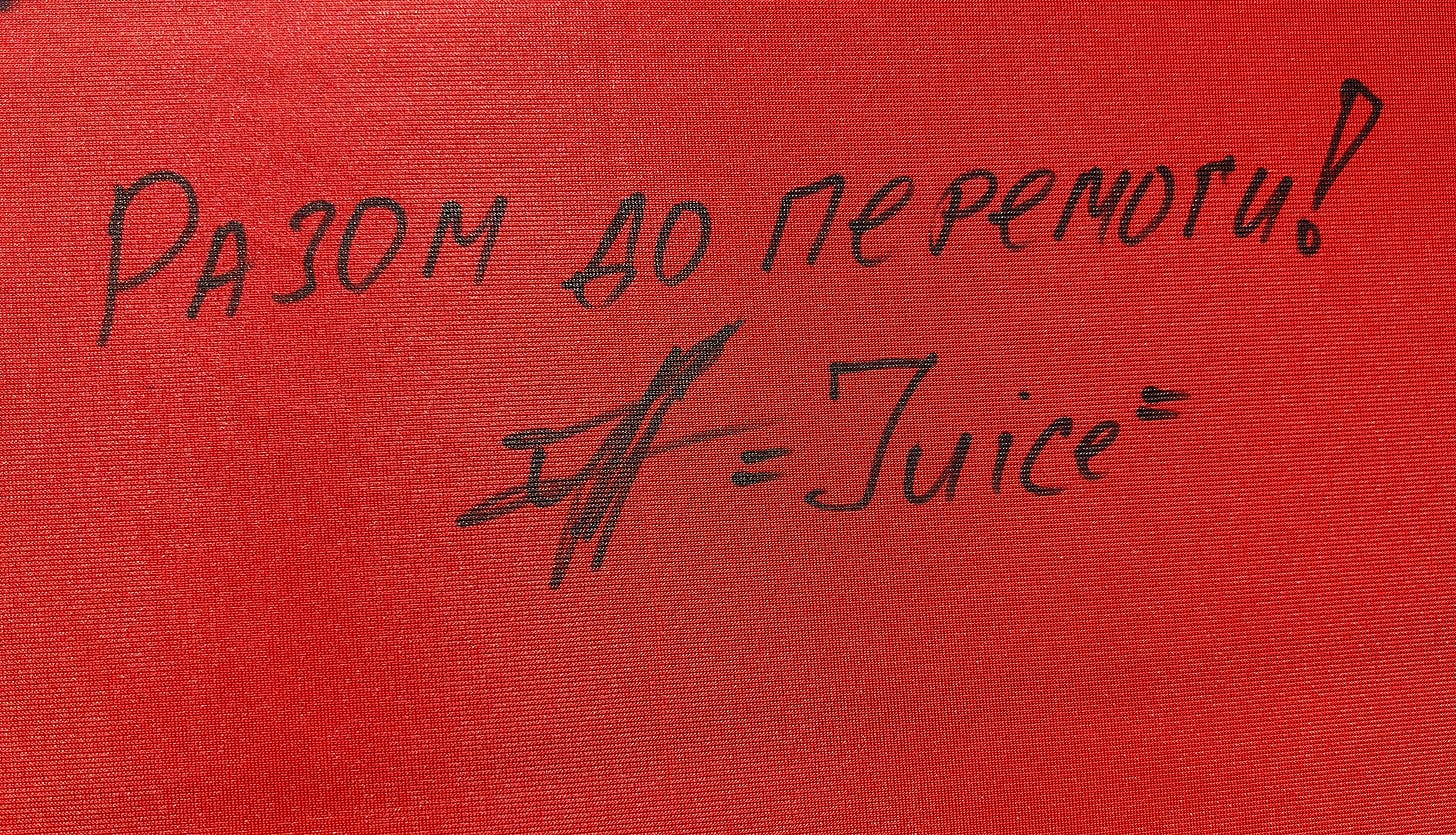 Разом до перемоги!
=Juice=